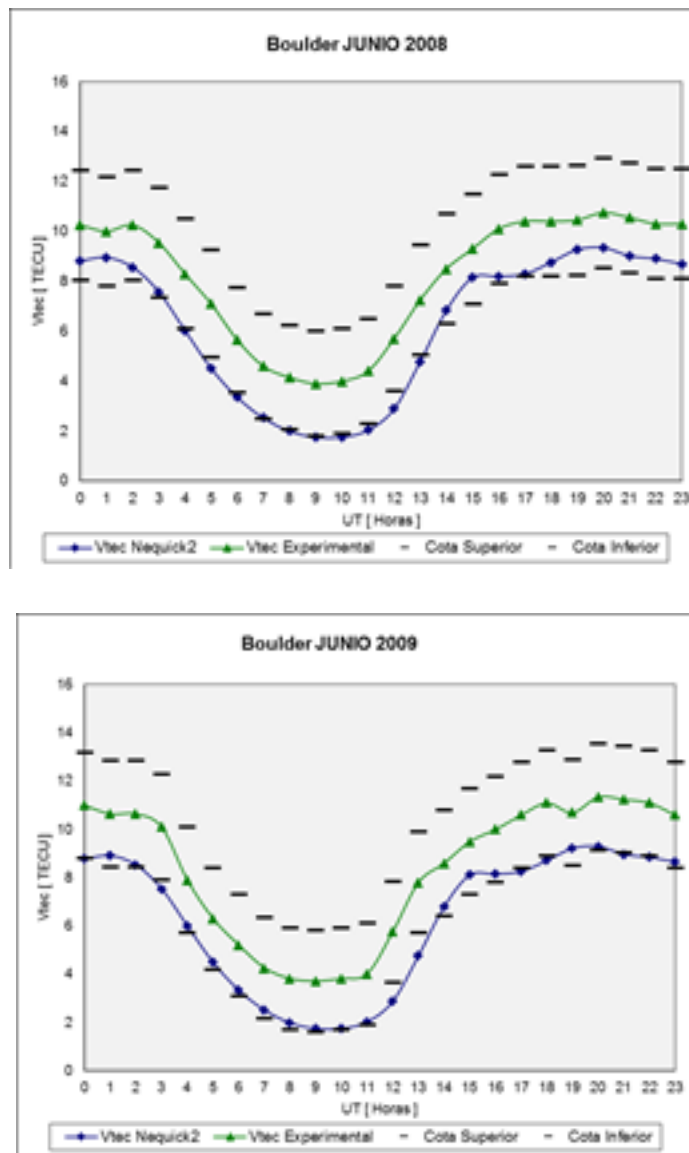 Boulder JUNIO 2008
16
14
12
10
8
6
4
2
0
Vtec [ TECU]
0 1 2 3 4 5 6 7 8 9 10 11 12 13 14 15 16 17 18 19 20 21 22 23
UT [ Horas ]
Vtec Nequick2 Vtec Experimental Cota Superior Cota Inferior
Boulder JUNIO 2009
16
14
12
10
8
6
4
2
0
Vtec [ TECU]
0 1 2 3 4 5 6 7 8 9 10 11 12 13 14 15 16 17 18 19 20 21 22 23
UT [ Horas ]
Vtec Nequick2 Vtec Experimental Cota Superior Cota Inferior